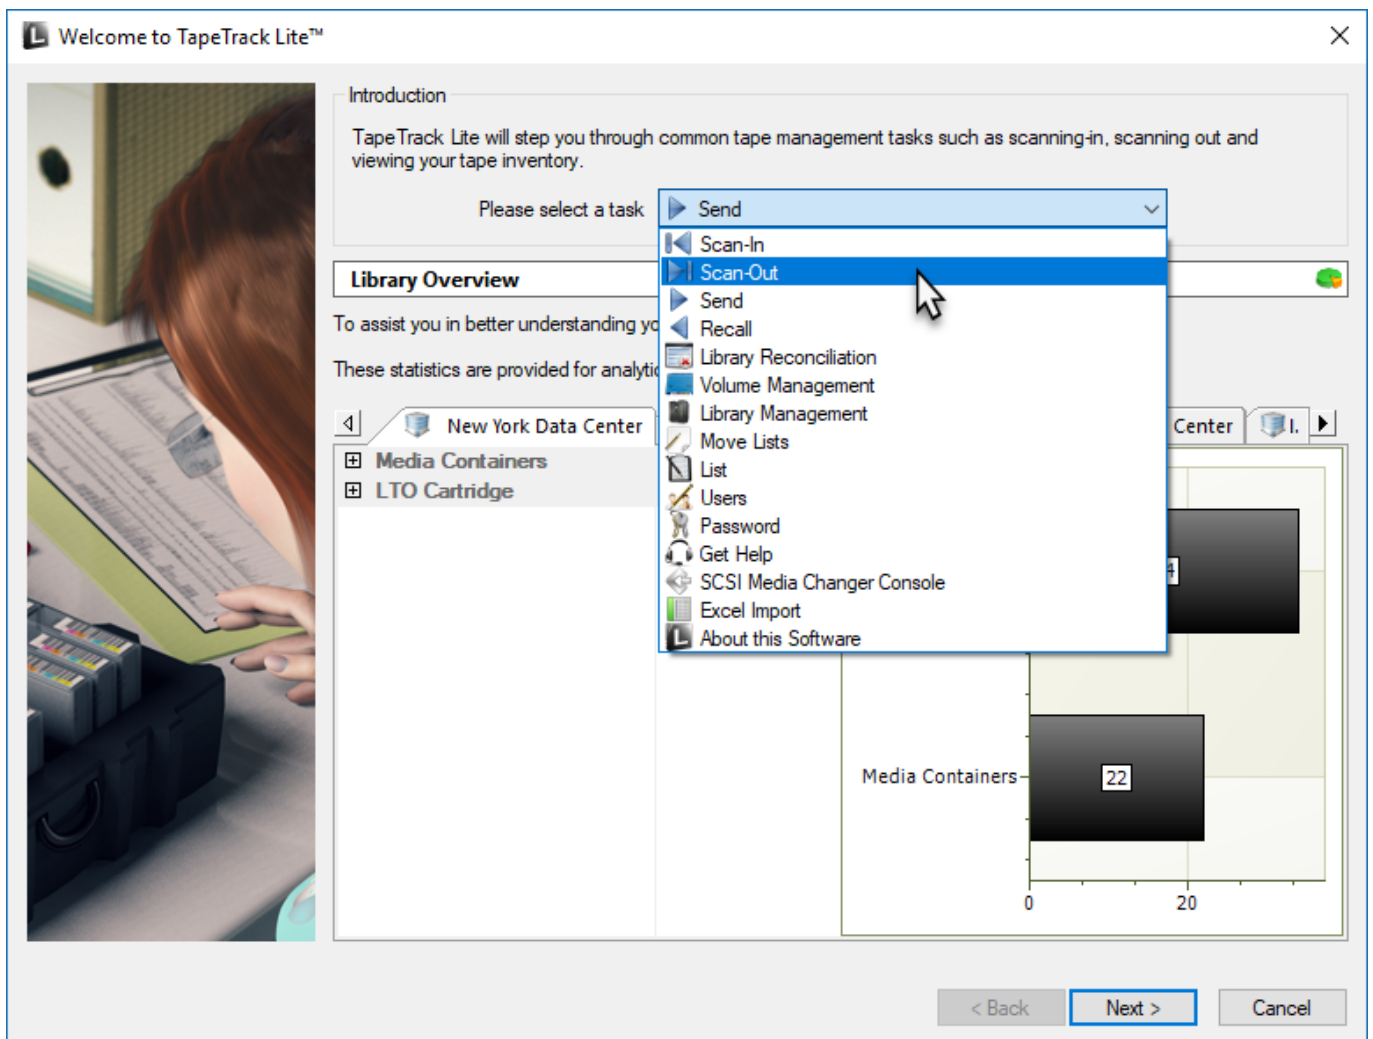 Welcome to TapeTrack Lite™
Introduction
TapeTrack Lite will step you through common tape management tasks such as scanning-in, scanning out and
viewing your tape inventory.
Please select a task
Send
Scan-In
Scan-Out
Send
Recall
Library Reconciliation
Volume Management
Library Management
Move Lists
List
Users
Password
Get Help
SCSI Media Changer Console
Excel Import
About this Software
Library Overview
To assist you in better understanding
These statistics are provided for
New York Data Center
Center
Media Containers
LTO Cartridge
Media Containers
22
0
20
< Back
Next >
Cancel